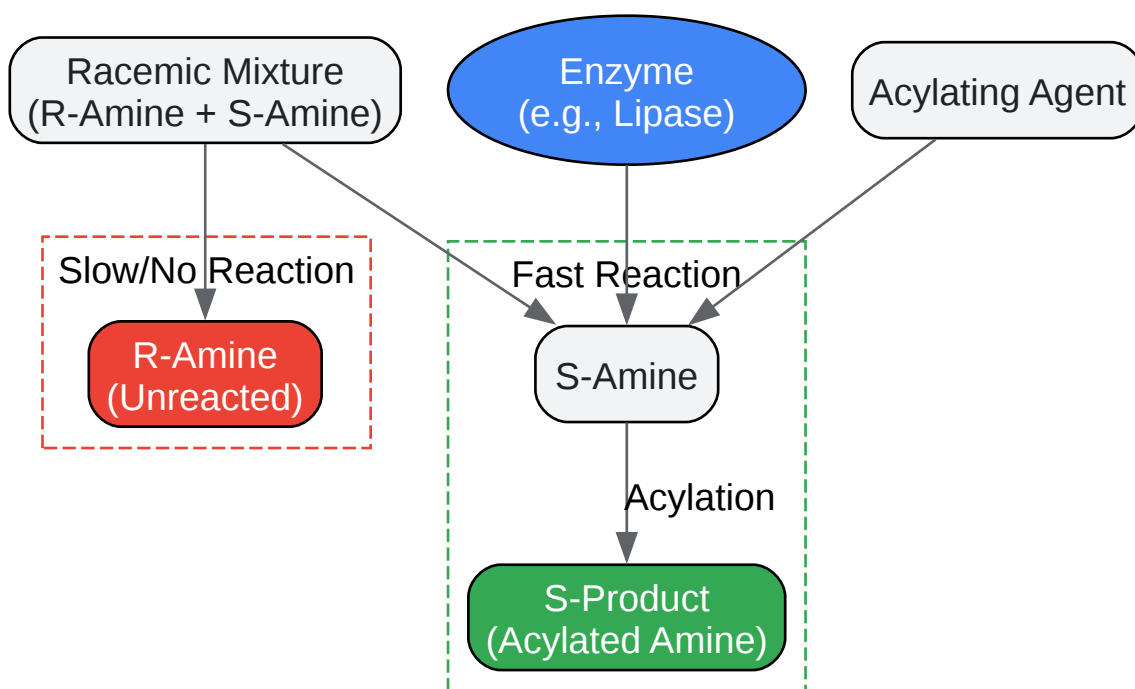 Racemic Mixture
(R-Amine + S-Amine)
Enzyme
(e.g., Lipase)
Acylating Agent
Slow/No Reaction
R-Amine
(Unreacted)
Fast Reaction
S-Amine
Acylation
S-Product
(Acylated Amine)